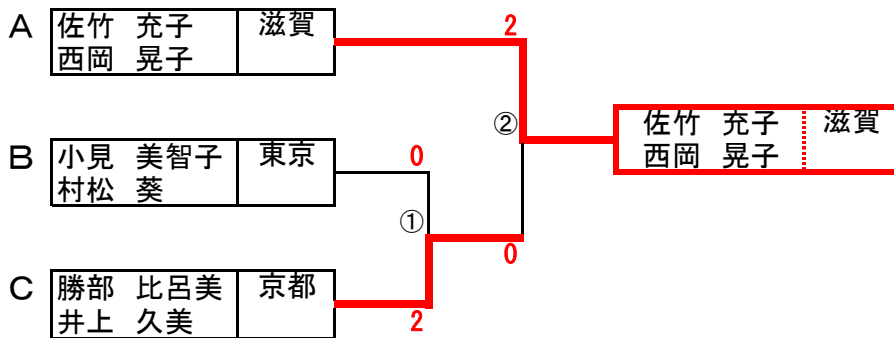 A 佐竹 充子 滋賀
西岡 晃子
2
②
佐竹 充子 滋賀
西岡 晃子
B 小見 美智子 東京
村松 葵
0
①
0
C 勝部 比呂美 京都
井上 久美
2